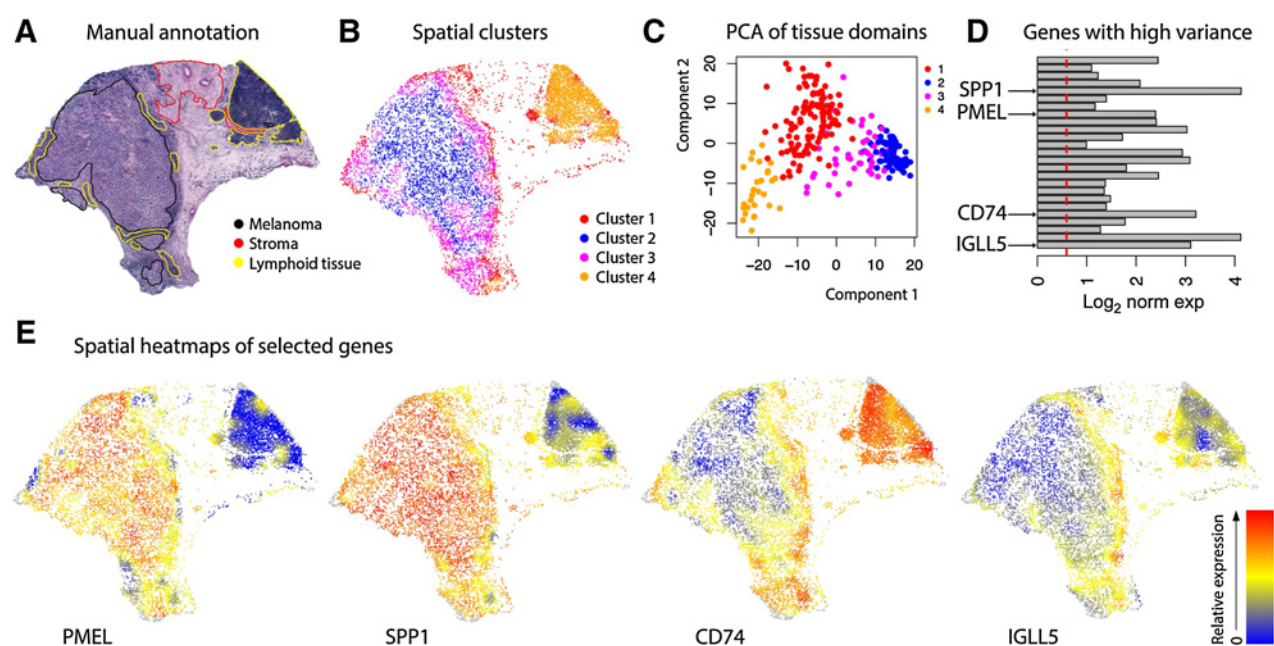 A Manual annotation
Melanoma
Stroma
Lymphoid tissue
B Spatial clusters
Cluster 1
Cluster 2
Cluster 3
Cluster 4
C PCA of tissue domains
Component 2
20
10
0
−10
−20
−20 −10 0 10 20
Component 1
1
2
3
4
D Genes with high variance
SPP1
PMEL
CD74
IGLL5
0 1 2 3 4
Log2 norm exp
E Spatial heatmaps of selected genes
PMEL SPP1 CD74 IGLL5
Relative expression
0